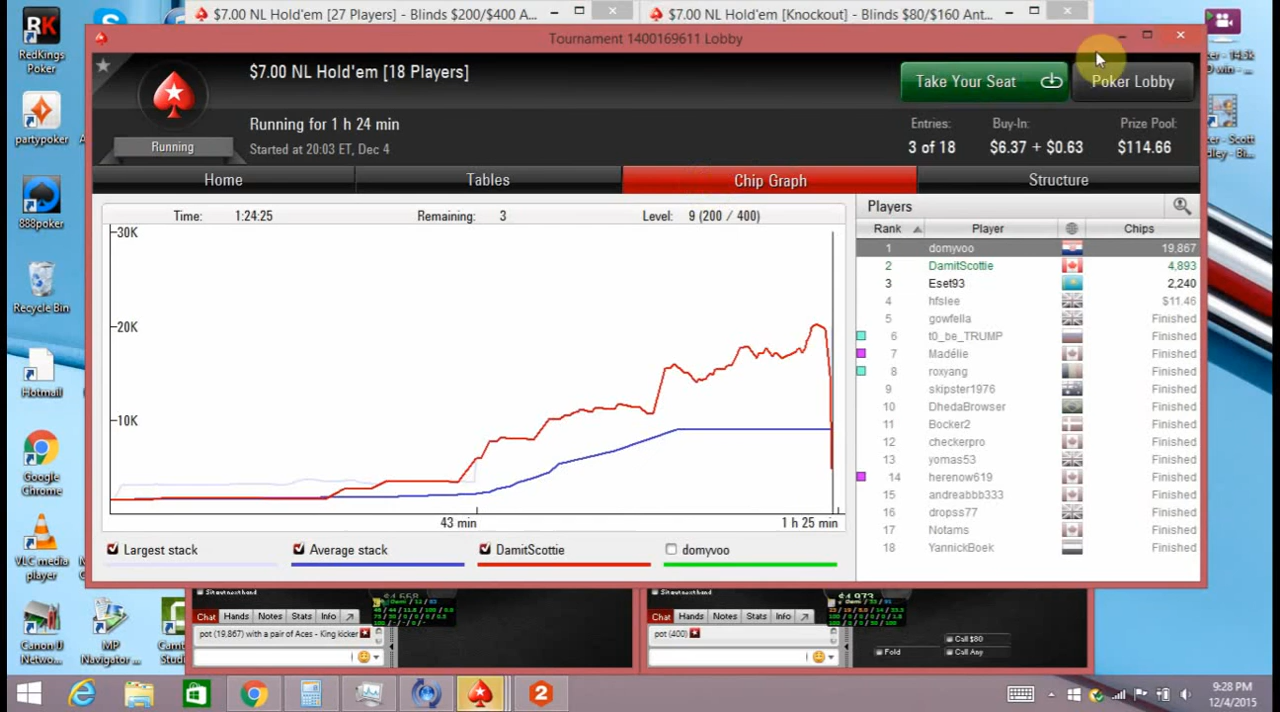 $7.00 NL Hold'em [27 Players] - Blinds $200/$400 A...
$7.00 NL Hold'em [Knockout] - Blinds $80/$160 Ant...
Tournament 1400169611 Lobby
$7.00 NL Hold'em [18 Players]
Take Your Seat
Poker Lobby
Running for 1 h 24 min
Started at 20:03 ET, Dec 4
Running
Entries: Buy-In: Prize Pool:
3 of 18 $6.37 + $0.63 $114.66
Home Tables Chip Graph Structure
Time: 1:24:25 Remaining: 3 Level: 9 (200 / 400)
30K
20K
10K
43 min 1 h 25 min
Largest stack Average stack DamitScottie domyvoo
Players
Rank Player Chips
1 domyvoo 19,867
2 DamitScottie 4,893
3 Eset93 2,240
4 hfslee $11.46
5 gowfella Finished
6 t0_be_TRUMP Finished
7 Madélie Finished
8 roxyang Finished
9 skipster1976 Finished
10 DhedaBrowser Finished
11 Bocker2 Finished
12 checkerpro Finished
13 yomas53 Finished
14 herenow619 Finished
15 andreabbb333 Finished
16 dropss77 Finished
17 Notams Finished
18 YannickBoek Finished
RK
RedKings
Poker
partypoker
888poker
Recycle Bin
Hotmail
Google
Chrome
VLC media
player
Canon U
Netwo...
MP
Navigator ...
Camt
Studi
Chat Hands Notes Stats Info
pot (19,867) with a pair of Aces - King kicker
Chat Hands Notes Stats Info
$4,973
pot (400)
Call $80
Fold
Call Any
2
9:28 PM
12/4/2015